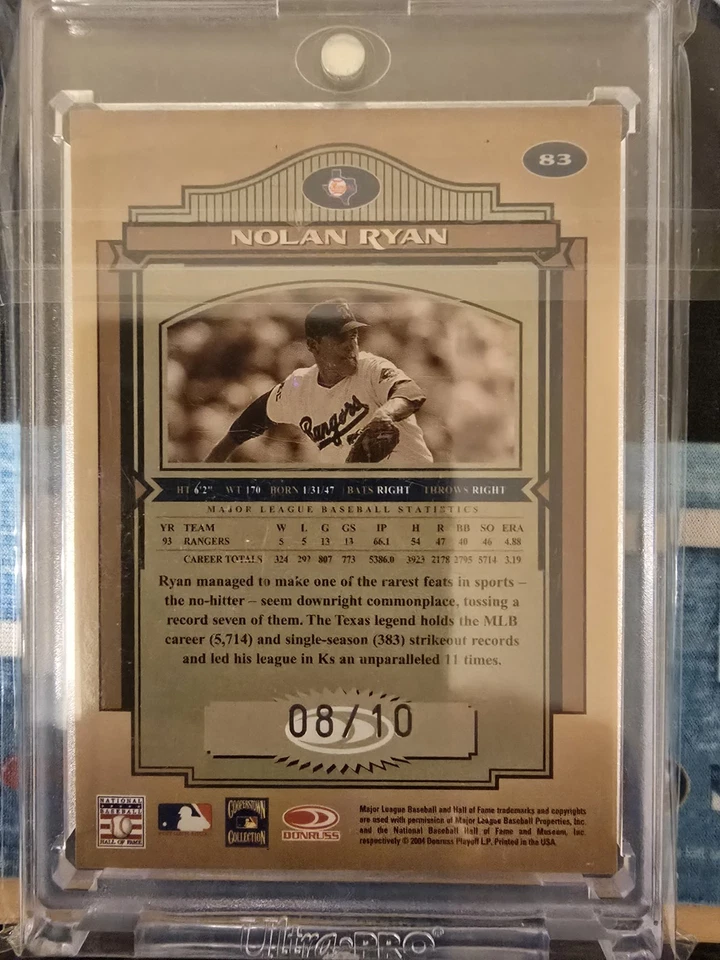 83
NOLAN RYAN
Rangers
HT 6'2" WT 170 BORN 1/31/47 BATS RIGHT THROWS RIGHT
MAJOR LEAGUE BASEBALL STATISTICS
YR TEAM W L G GS IP H R BB SO ERA
93 RANGERS 5 5 13 13 66.1 54 47 40 46 4.88
CAREER TOTALS 324 292 807 773 5386.0 3923 2178 2795 5714 3.19
Ryan managed to make one of the rarest feats in sports –
the no-hitter – seem downright commonplace, tossing a
record seven of them. The Texas legend holds the MLB
career (5,714) and single-season (383) strikeout records
and led his league in Ks an unparalleled 11 times.
08/10
NATIONAL
BASEBALL
HALL OF FAME
COOPERSTOWN
COLLECTION
DONRUSS
Major League Baseball and Hall of Fame trademarks and copyrights
are used with permission of Major League Baseball Properties, Inc.
and the National Baseball Hall of Fame and Museum, Inc.
respectively © 2004 Donruss Playoff LP. Printed in the USA.
Ultra•PRO®